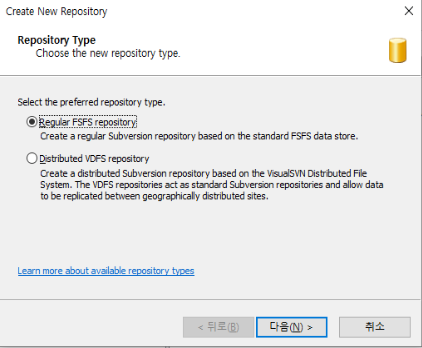 Create New Repository
Repository Type
Choose the new repository type.
Select the preferred repository type.
Regular FSFS repository
Create a regular Subversion repository based on the standard FSFS data store.
Distributed VDFS repository
Create a distributed Subversion repository based on the VisualSVN Distributed File
System. The VDFS repositories act as standard Subversion repositories and allow data
to be replicated between geographically distributed sites.
Learn more about available repository types
< 뒤로(B) 다음(N) > 취소